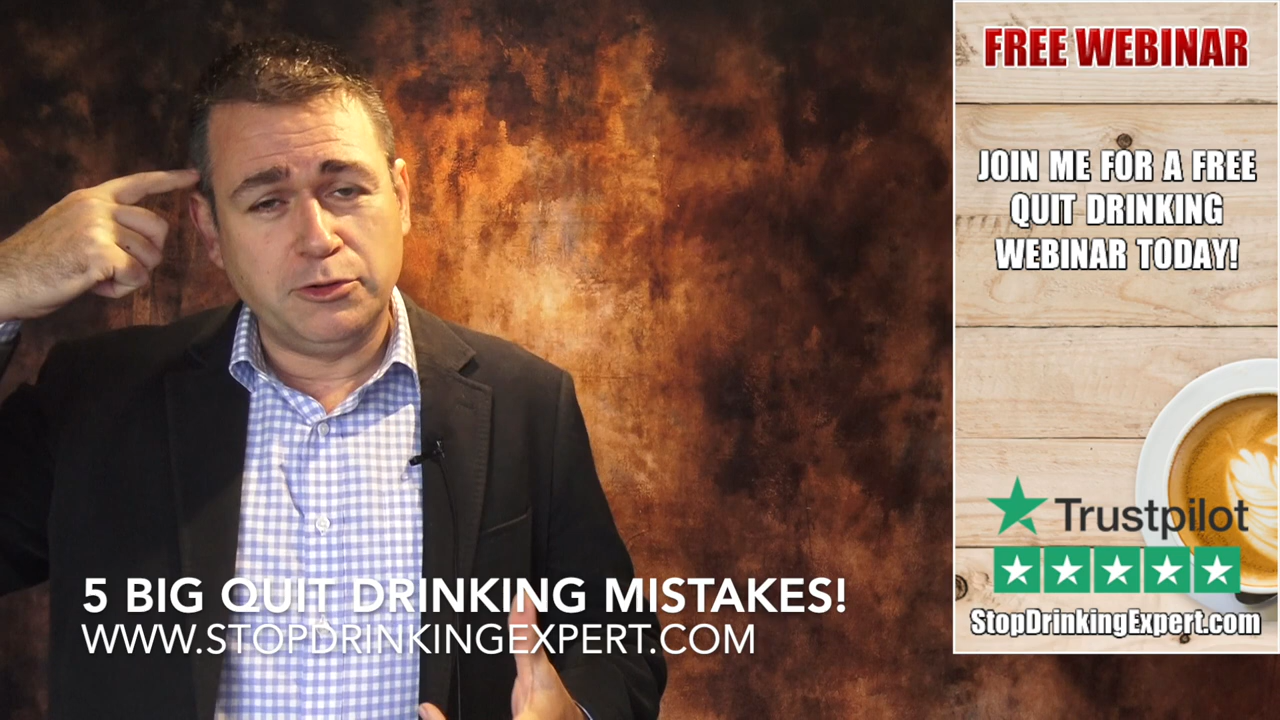 5 BIG QUIT DRINKING MISTAKES!
WWW.STOPDRINKINGEXPERT.COM
FREE WEBINAR
JOIN ME FOR A FREE
QUIT DRINKING
WEBINAR TODAY!
Trustpilot
StopDrinkingExpert.com